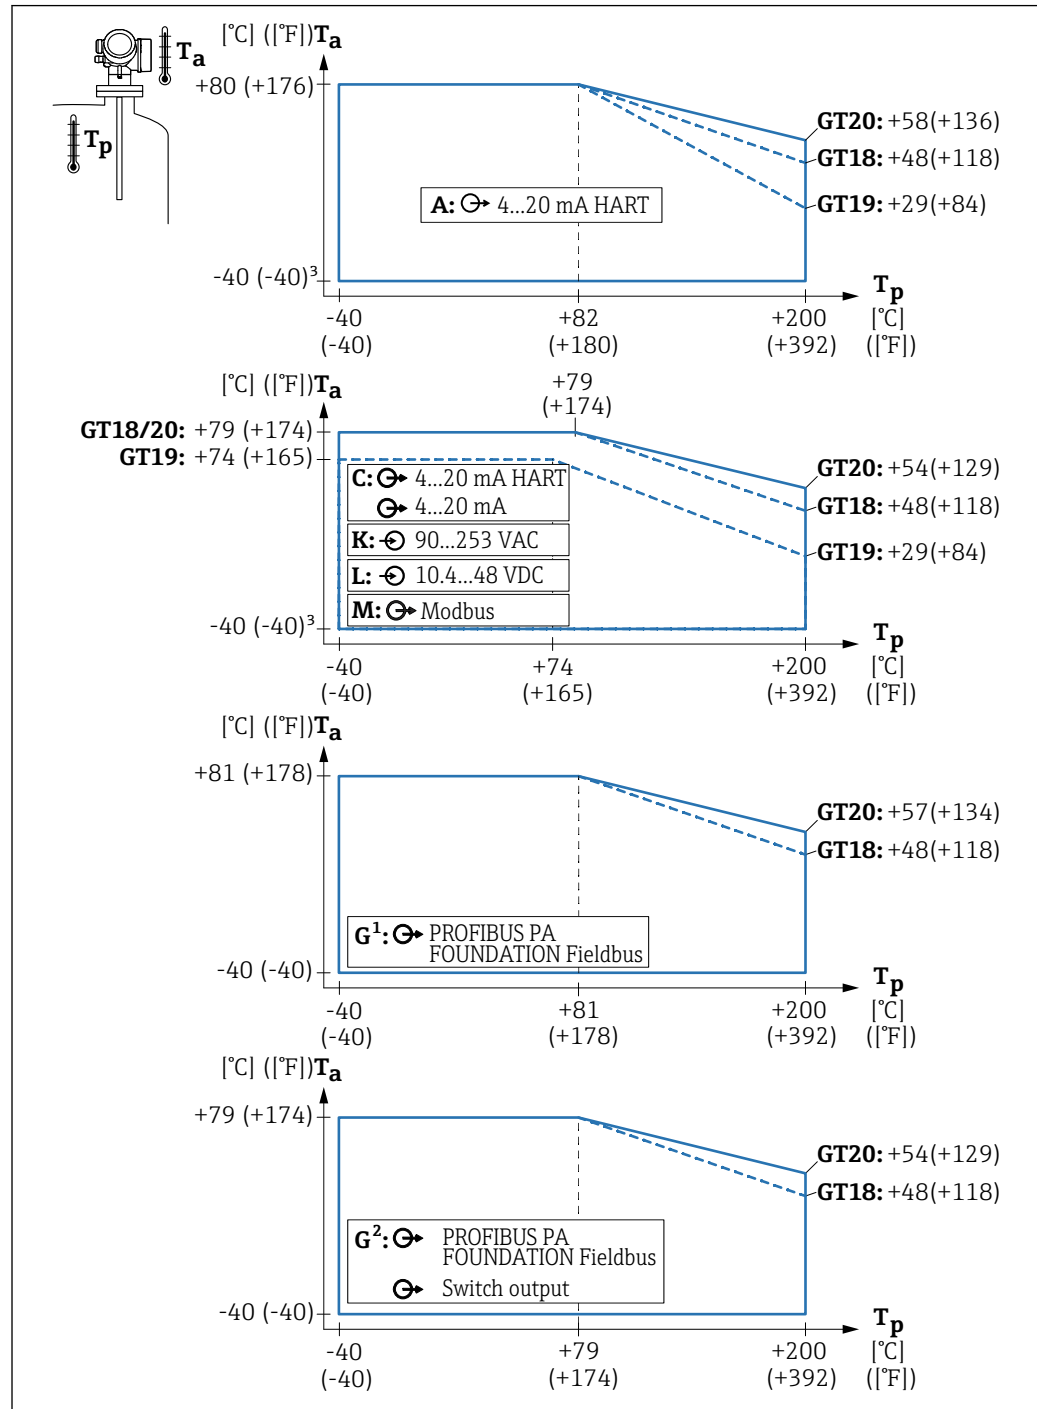 [°C] ([°F]) Ta
Ta
Tp
+80 (+176)
GT20: +58(+136)
GT18: +48(+118)
GT19: +29(+84)
A: 4...20 mA HART
-40 (-40)³
Tp
-40 +82 +200 [°C]
(-40) (+180) (+392) ([°F])
[°C] ([°F]) Ta
+79
(+174)
GT18/20: +79 (+174)
GT19: +74 (+165)
GT20: +54(+129)
GT18: +48(+118)
GT19: +29(+84)
C: 4...20 mA HART
4...20 mA
K: 90...253 VAC
L: 10.4...48 VDC
M: Modbus
-40 (-40)³
Tp
-40 +74 +200 [°C]
(-40) (+165) (+392) ([°F])
[°C] ([°F]) Ta
+81 (+178)
GT20: +57(+134)
GT18: +48(+118)
G¹: PROFIBUS PA
FOUNDATION Fieldbus
-40 (-40)
Tp
-40 +81 +200 [°C]
(-40) (+178) (+392) ([°F])
[°C] ([°F]) Ta
+79 (+174)
GT20: +54(+129)
GT18: +48(+118)
G²: PROFIBUS PA
FOUNDATION Fieldbus
Switch output
-40 (-40)
Tp
-40 +79 +200 [°C]
(-40) (+174) (+392) ([°F])